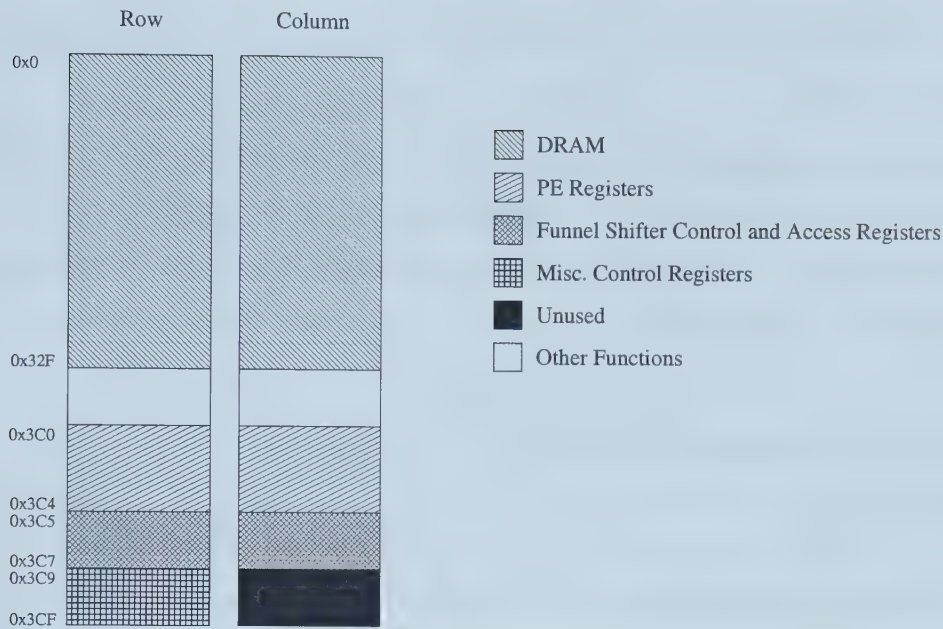 Row
Column
0x0
0x32F
0x3C0
0x3C4
0x3C5
0x3C7
0x3C9
0x3CF
DRAM
PE Registers
Funnel Shifter Control and Access Registers
Misc. Control Registers
Unused
Other Functions